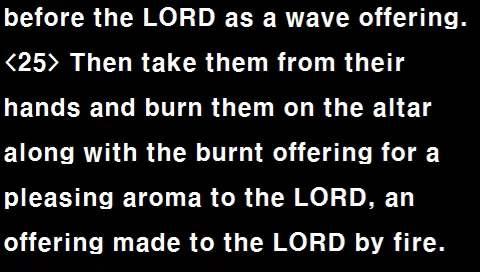 before the LORD as a wave offering.
<25> Then take them from their
hands and burn them on the altar
along with the burnt offering for a
pleasing aroma to the LORD, an
offering made to the LORD by fire.